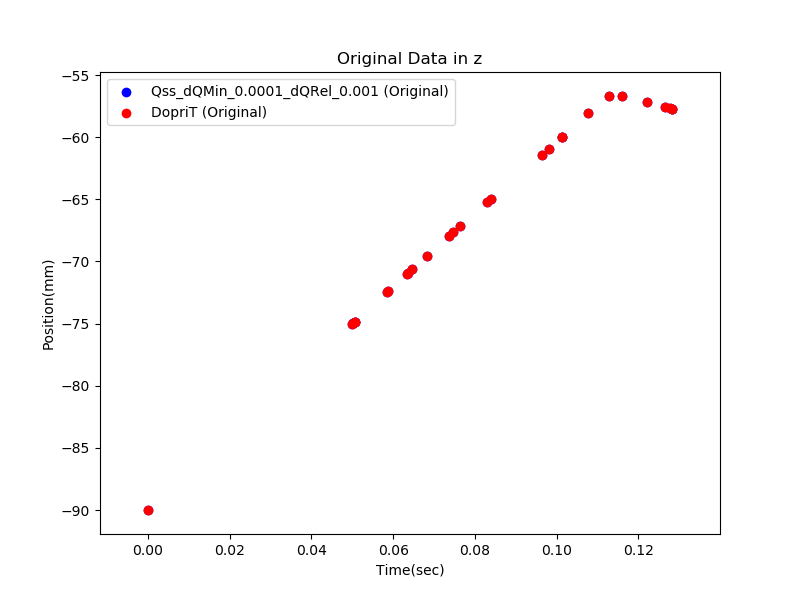 Original Data in z
Qss_dQMin_0.0001_dQRel_0.001 (Original)
DopriT (Original)
−55
−60
−65
−70
−75
−80
−85
−90
Position(mm)
0.00 0.02 0.04 0.06 0.08 0.10 0.12
Time(sec)